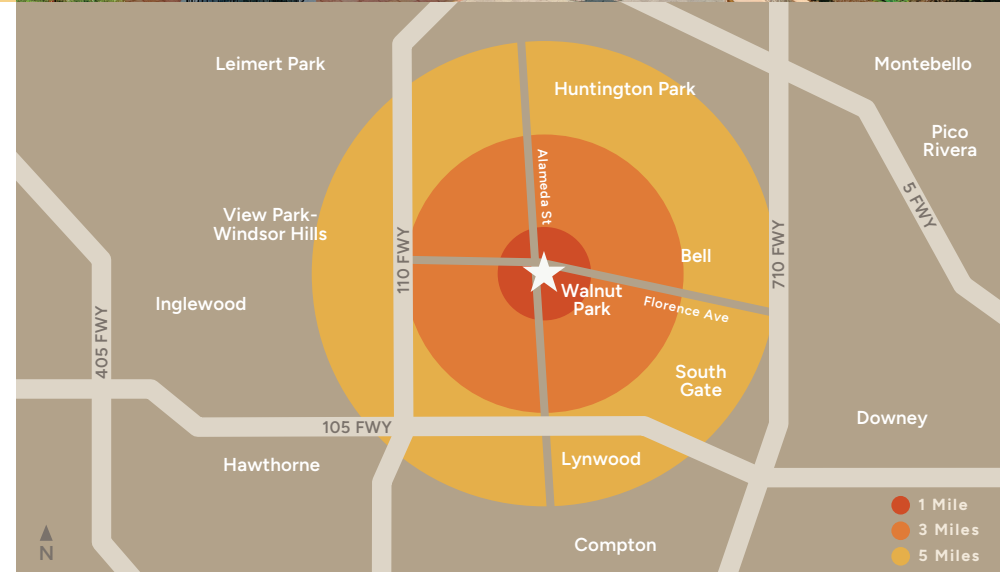 Leimert Park
Huntington Park
Montebello
Pico
Rivera
Alameda St
5 FWY
View Park-
Windsor Hills
110 FWY
Bell
710 FWY
Walnut
Park
Florence Ave
Inglewood
405 FWY
South
Gate
Downey
105 FWY
Hawthorne
Lynwood
Compton
1 Mile
3 Miles
5 Miles
N